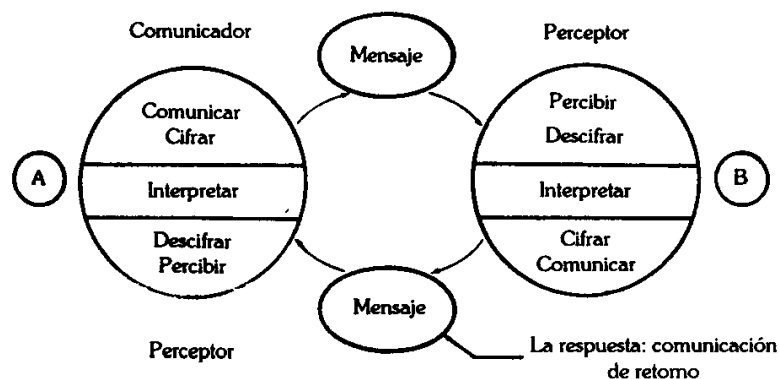 Comunicador
Mensaje
Perceptor
Comunicar
Cifrar
Percibir
Descifrar
A
Interpretar
Interpretar
B
Descifrar
Percibir
Cifrar
Comunicar
Mensaje
Perceptor
La respuesta: comunicación
de retorno